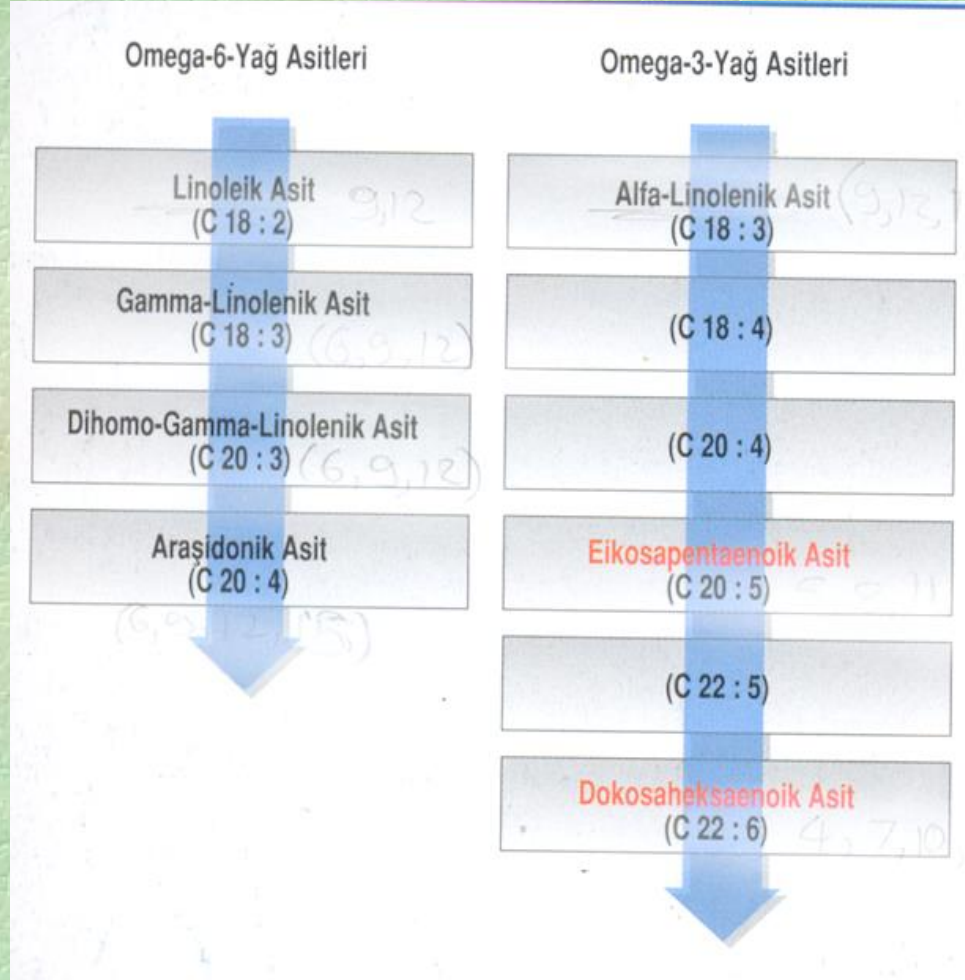 Omega-6-Yağ Asitleri
Linoleik Asit 9,12
(C 18 : 2)
Gamma-Linolenik Asit
(C 18 : 3) (6,9,12)
Dihomo-Gamma-Linolenik Asit
(C 20 : 3) (6,9,12)
Araşidonik Asit
(C 20 : 4)
Omega-3-Yağ Asitleri
Alfa-Linolenik Asit (9,12,
(C 18 : 3)
(C 18 : 4)
(C 20 : 4)
Eikosapentaenoik Asit
(C 20 : 5)
(C 22 : 5)
Dokosaheksaenoik Asit
(C 22 : 6) 4,7,10